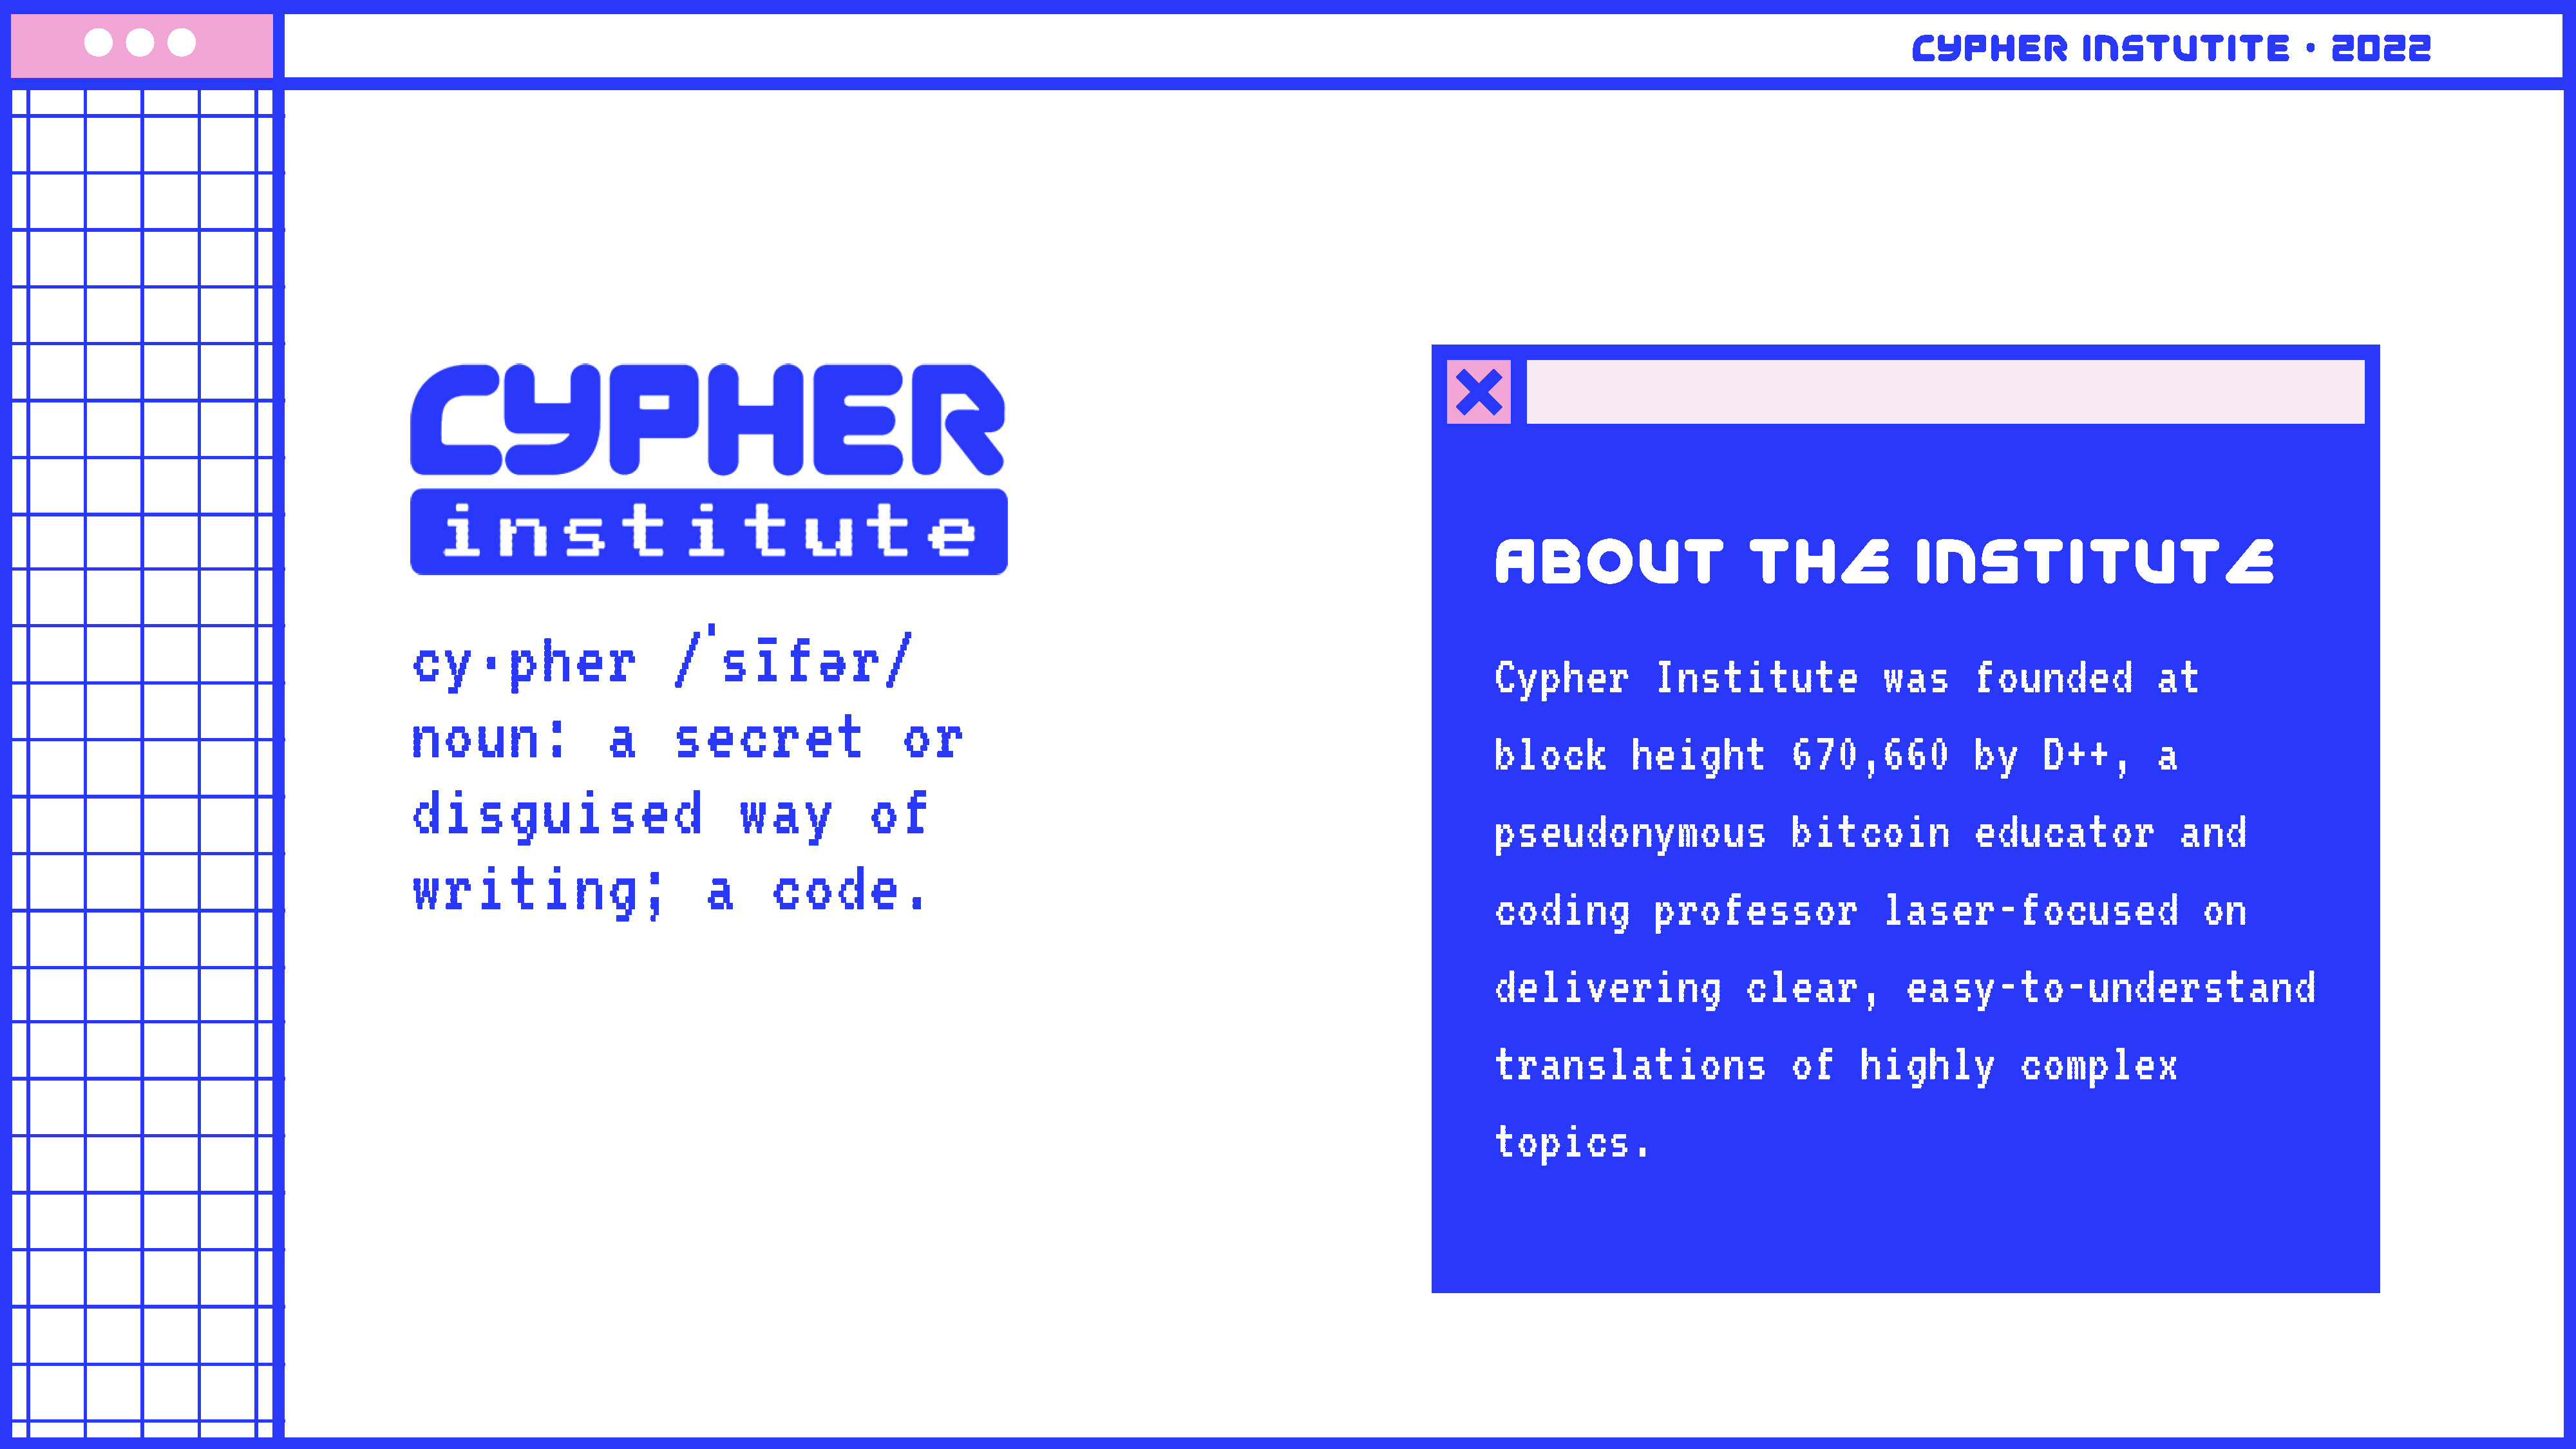 CYPHER INSTUTITE · 2022
CYPHER
institute
cy·pher /ˈsīfər/
noun: a secret or
disguised way of
writing; a code.
ABOUT THE INSTITUTE
Cypher Institute was founded at
block height 670,660 by D++, a
pseudonymous bitcoin educator and
coding professor laser-focused on
delivering clear, easy-to-understand
translations of highly complex
topics.